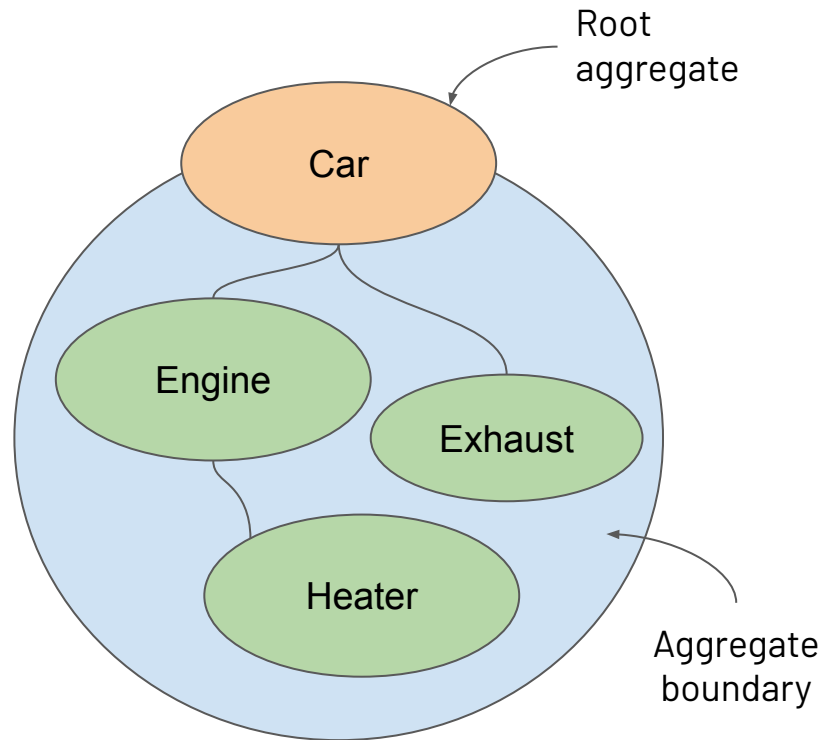 Root
aggregate
Car
Engine
Exhaust
Heater
Aggregate
boundary